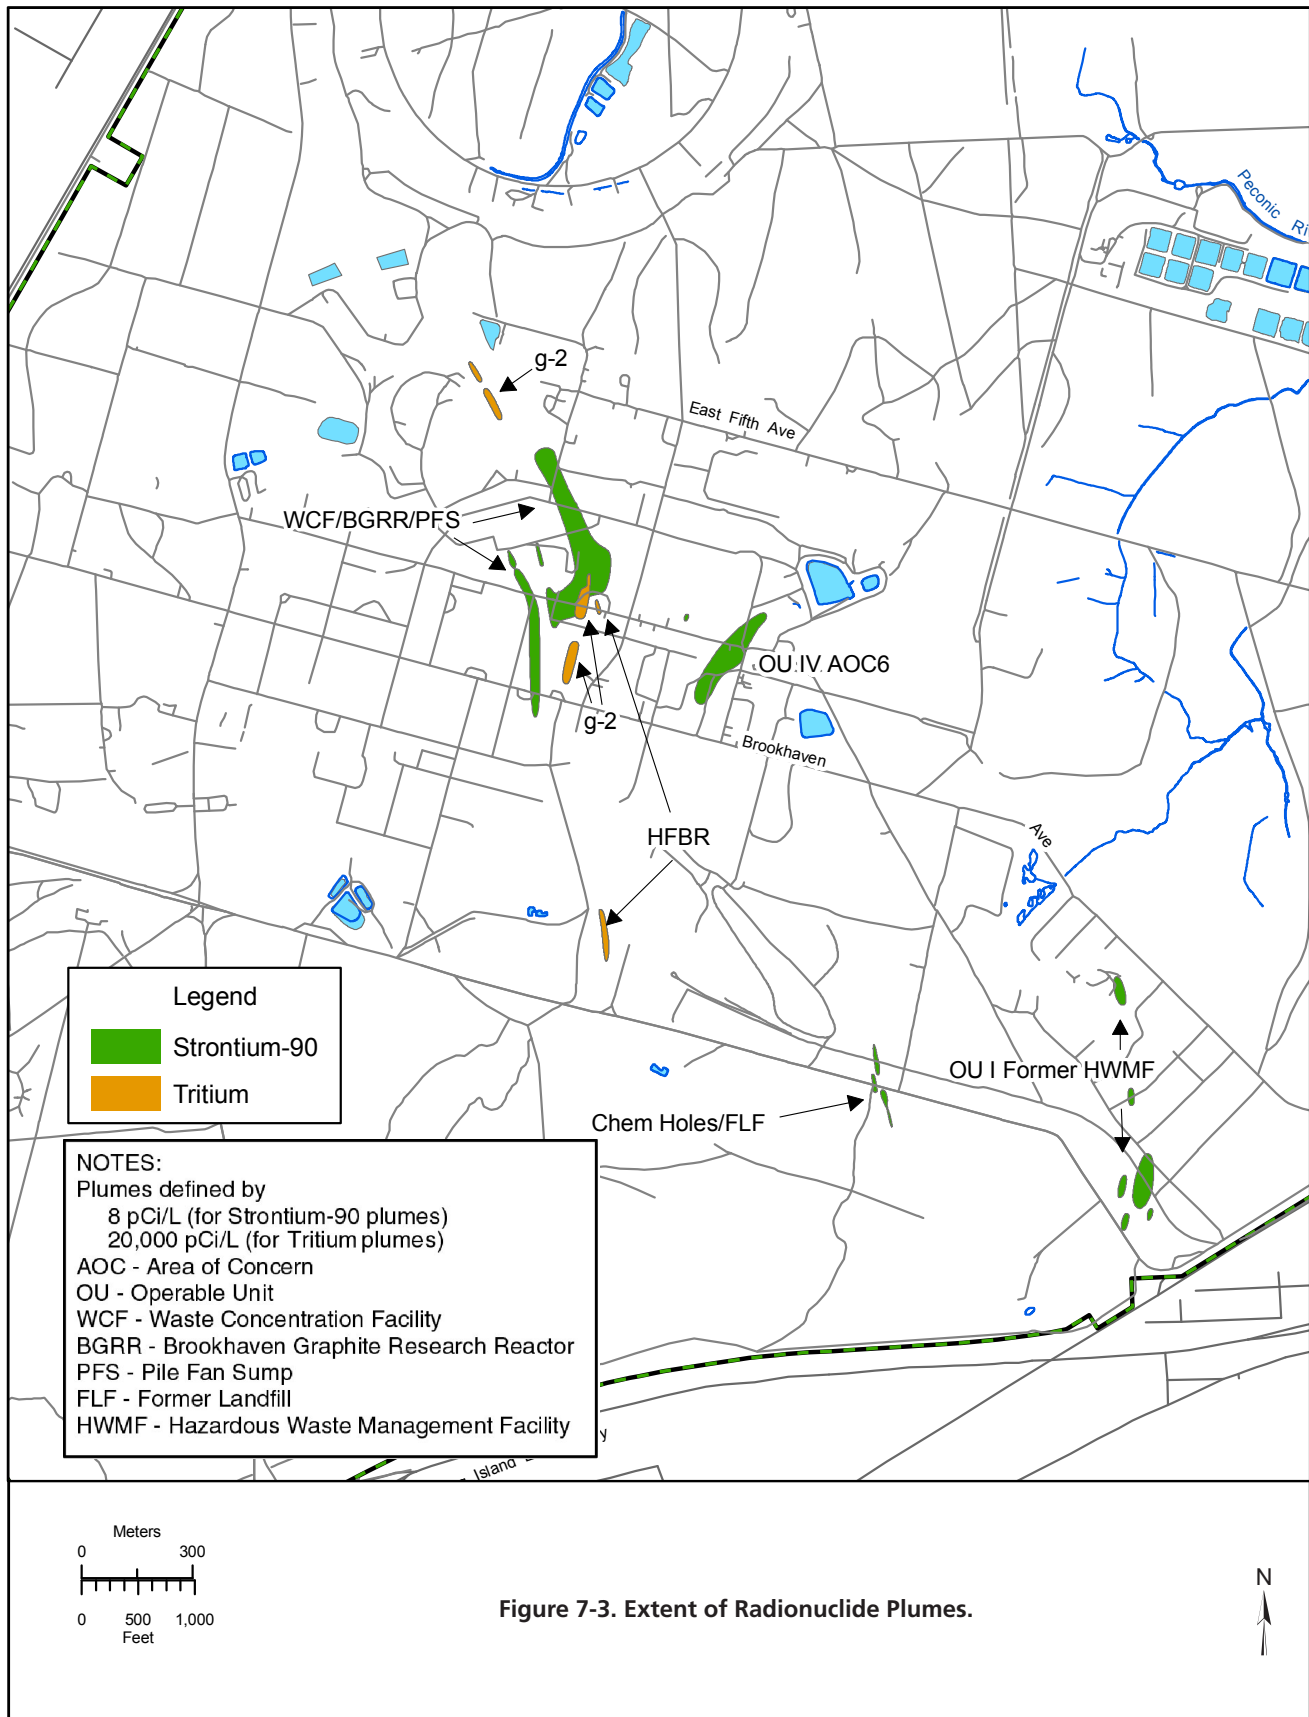 Peconic
g-2
East Fifth Ave
WCF/BGRR/PFS
OU IV AOC6
g-2
Brookhaven
HFBR
Ave
Legend
Strontium-90
Tritium
OU I Former HWMF
Chem Holes/FLF
NOTES:
Plumes defined by
8 pCi/L (for Strontium-90 plumes)
20,000 pCi/L (for Tritium plumes)
AOC - Area of Concern
OU - Operable Unit
WCF - Waste Concentration Facility
BGRR - Brookhaven Graphite Research Reactor
PFS - Pile Fan Sump
FLF - Former Landfill
HWMF - Hazardous Waste Management Facility
Island
Meters
0 300
0 500 1,000
Feet
Figure 7-3. Extent of Radionuclide Plumes.
N